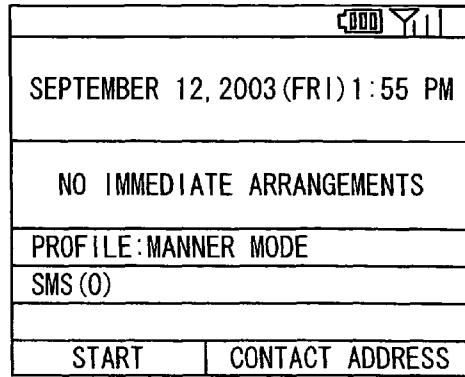 SEPTEMBER 12,2003(FRI)1:55 PM
NO IMMEDIATE ARRANGEMENTS
PROFILE:MANNER MODE
SMS(0)
START CONTACT ADDRESS